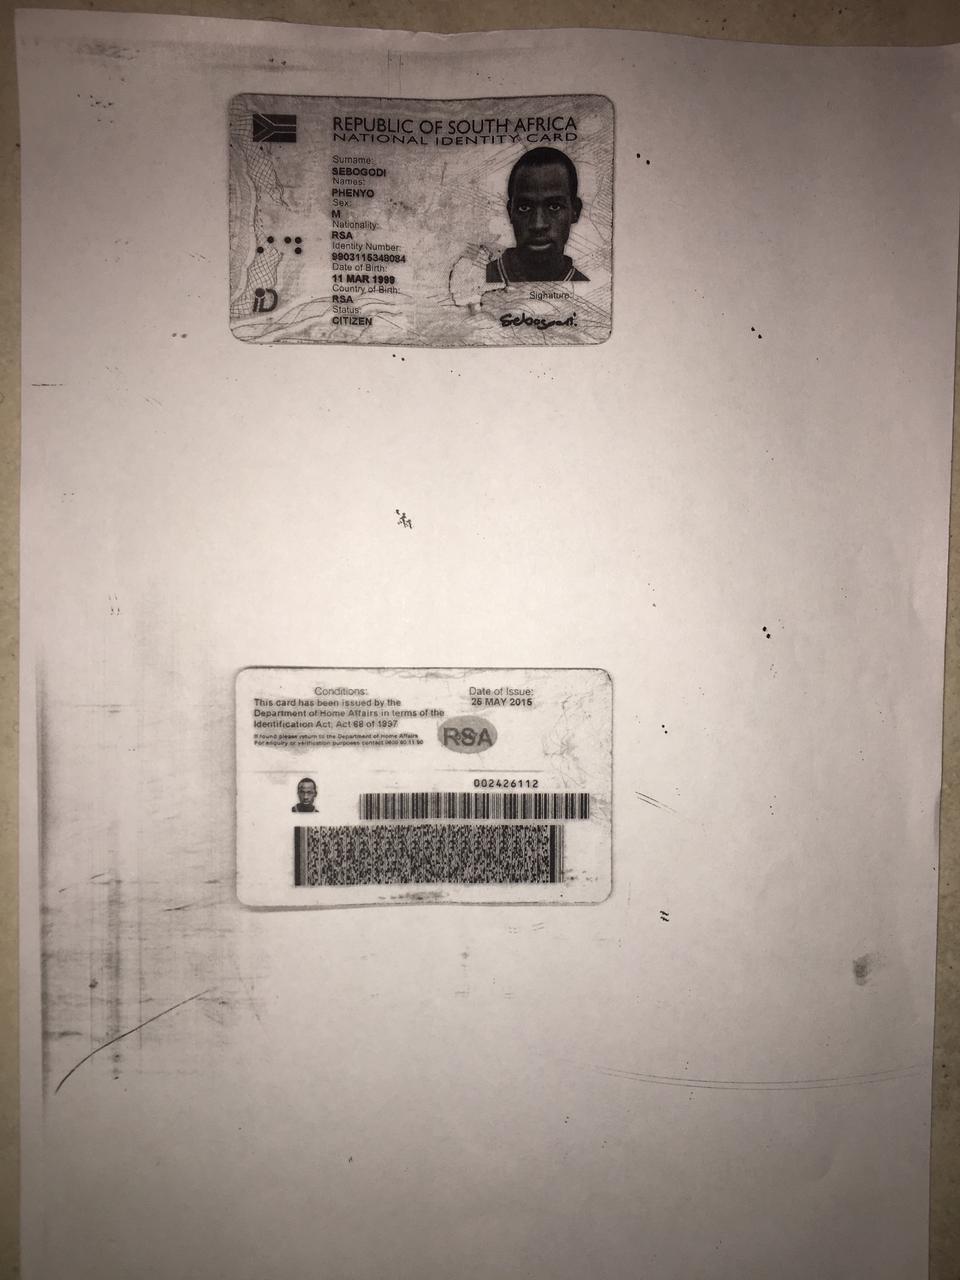 REPUBLIC OF SOUTH AFRICA
NATIONAL IDENTITY CARD
Surname:
SEBOGODI
Names:
PHENYO
Sex:
M
Nationality:
RSA
Identity Number:
9903115348084
Date of Birth:
11 MAR 1999
Country of Birth:
RSA
Status:
CITIZEN
Signature:
iD
Conditions:
This card has been issued by the
Department of Home Affairs in terms of the
Identification Act, Act 68 of 1997
If found please return to the Department of Home Affairs
For enquiry or verification purposes contact 0800 60 11 90
Date of Issue:
25 MAY 2015
RSA
002426112